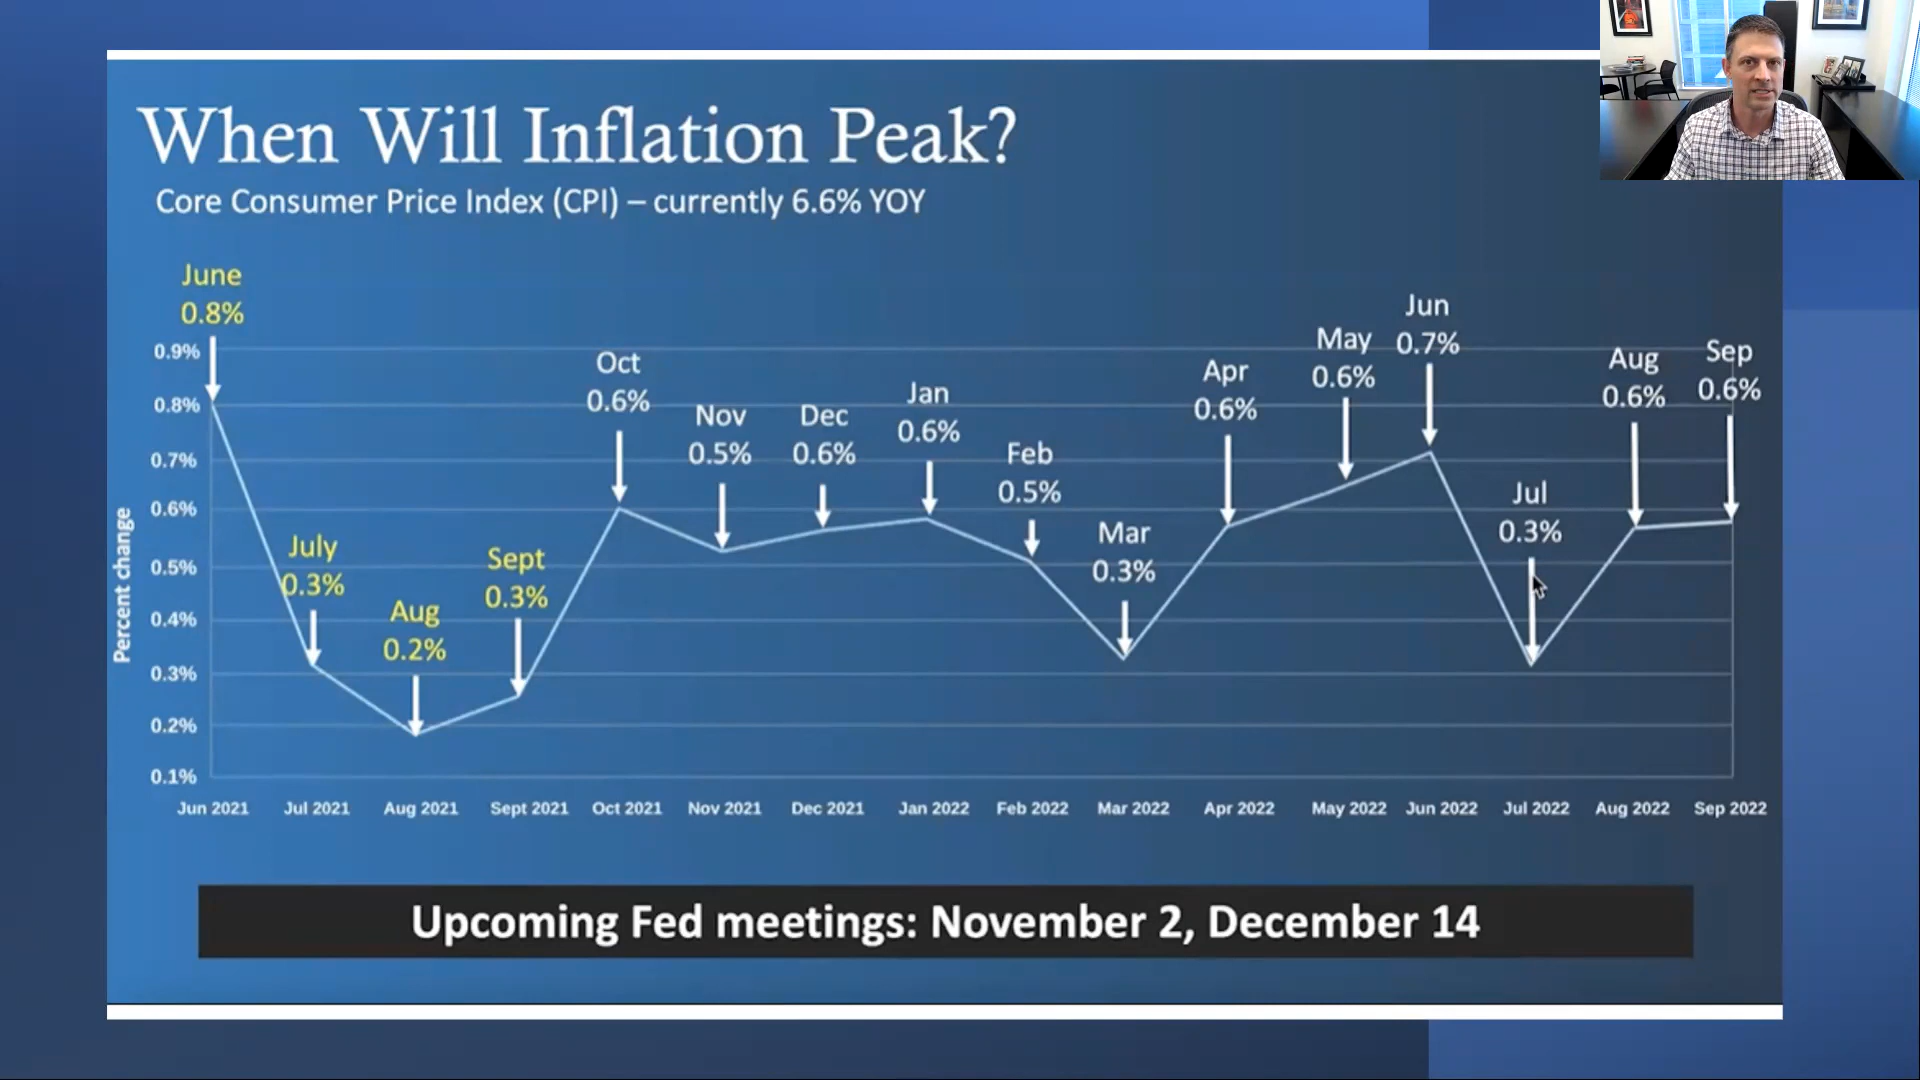 When Will Inflation Peak?
Core Consumer Price Index (CPI) – currently 6.6% YOY
June
0.8%
July
0.3%
Aug
0.2%
Sept
0.3%
Oct
0.6%
Nov
0.5%
Dec
0.6%
Jan
0.6%
Feb
0.5%
Mar
0.3%
Apr
0.6%
May
0.6%
Jun
0.7%
Jul
0.3%
Aug
0.6%
Sep
0.6%
Percent change
0.9%
0.8%
0.7%
0.6%
0.5%
0.4%
0.3%
0.2%
0.1%
Jun 2021 Jul 2021 Aug 2021 Sept 2021 Oct 2021 Nov 2021 Dec 2021 Jan 2022 Feb 2022 Mar 2022 Apr 2022 May 2022 Jun 2022 Jul 2022 Aug 2022 Sep 2022
Upcoming Fed meetings: November 2, December 14